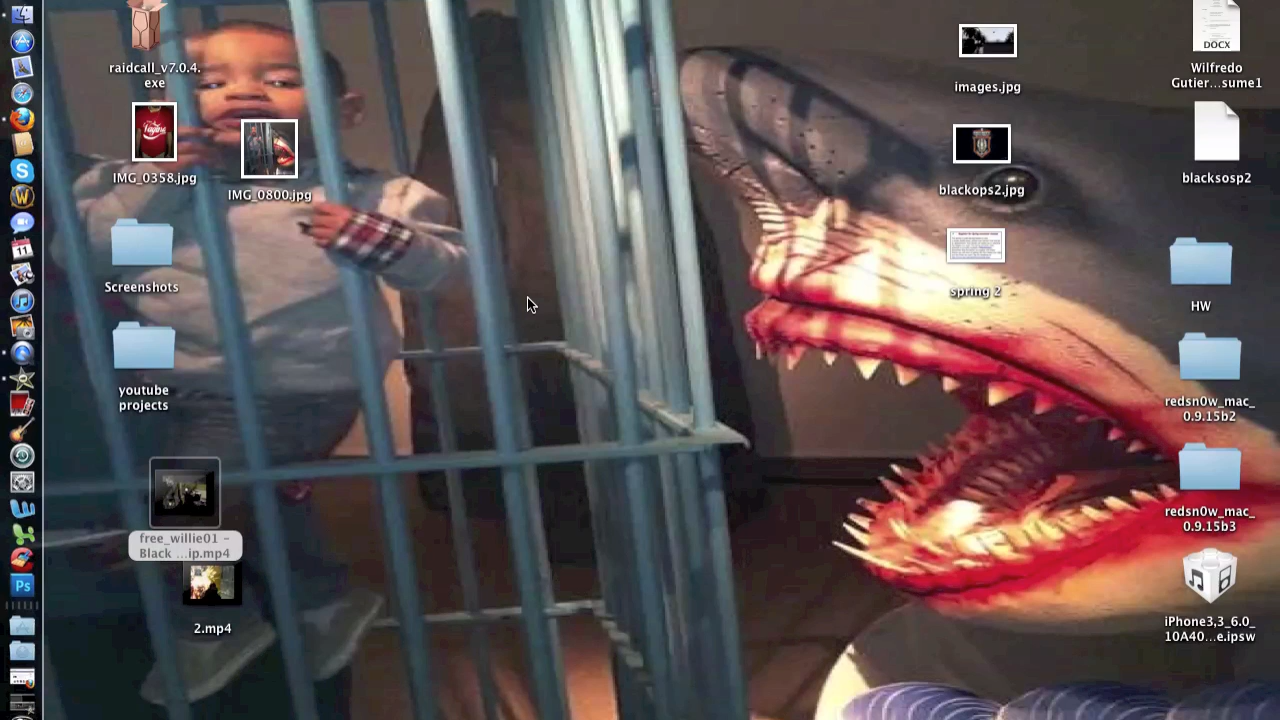 raidcall_v7.0.4.
exe
IMG_0358.jpg
IMG_0800.jpg
Screenshots
youtube
projects
free_willie01 –
Black ...ip.mp4
2.mp4
images.jpg
blackops2.jpg
spring 2
DOCX
Wilfredo
Gutier...sume1
blacksosp2
HW
redsn0w_mac_
0.9.15b2
redsn0w_mac_
0.9.15b3
iPhone3,3_6.0_
10A40...e.ipsw
W
11
Ps